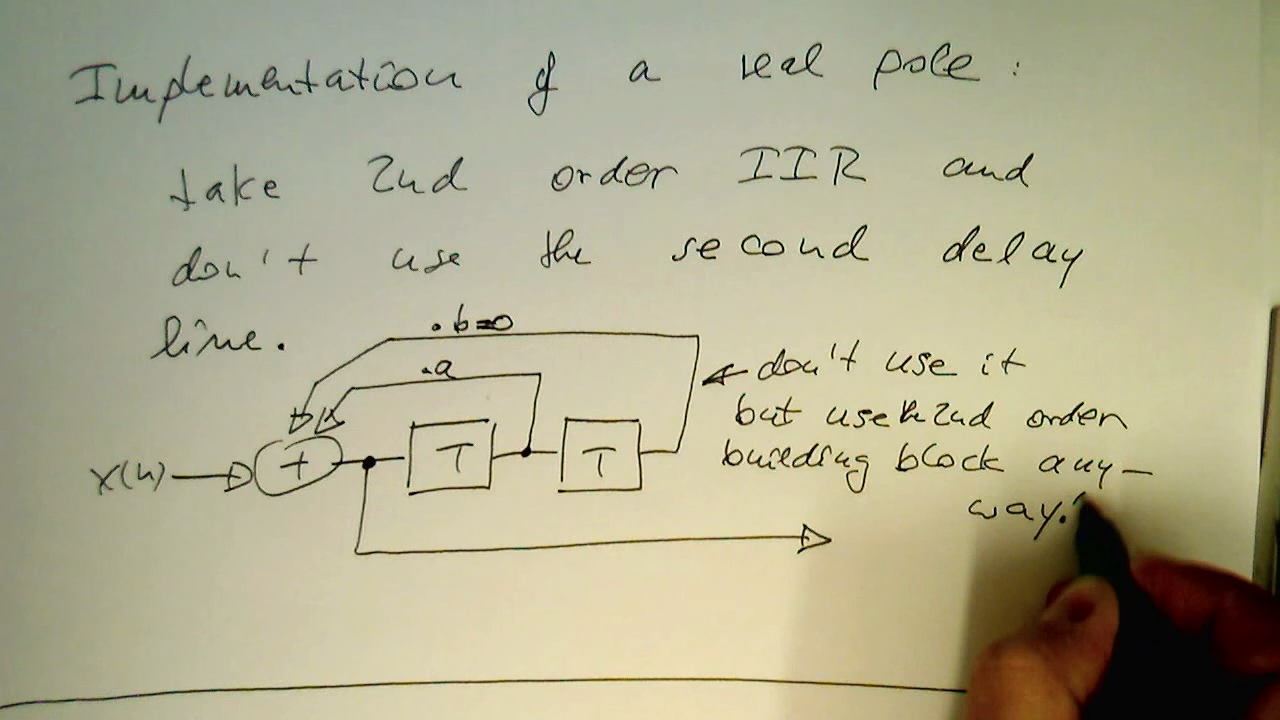 Implementation of a real pole:
take 2nd order IIR and
don't use the second delay
line.
.b=0
.a
don't use it
but use the 2nd order
building block any-
way.
x(n)
+
T
T